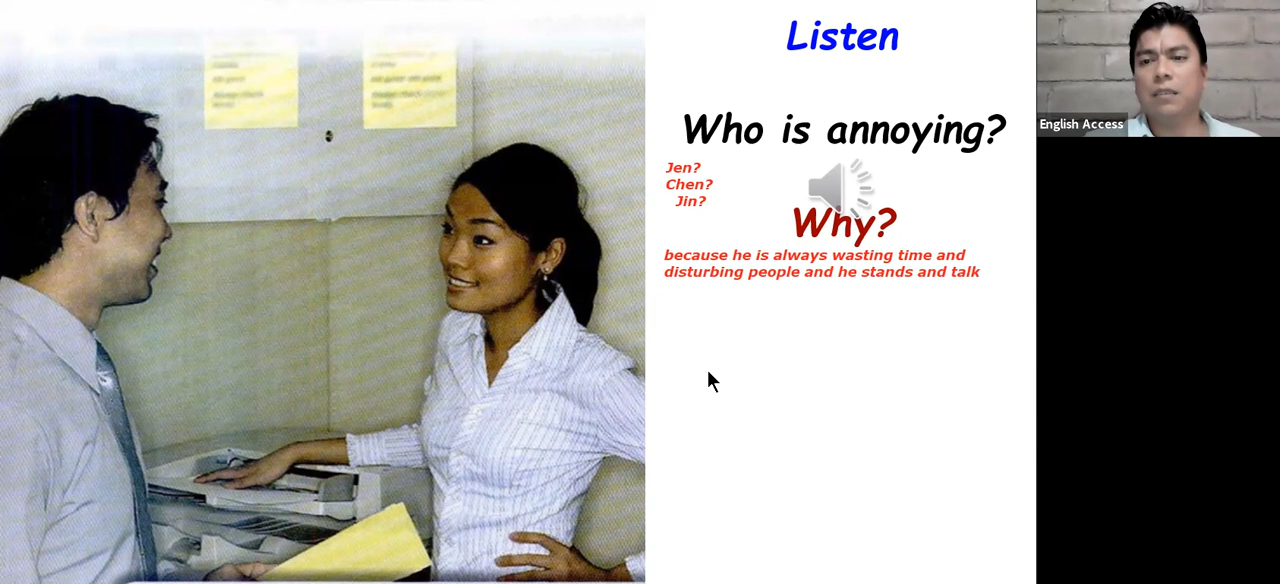 Listen
Who is annoying?
Jen?
Chen?
Jin?
Why?
because he is always wasting time and
disturbing people and he stands and talk
English Access